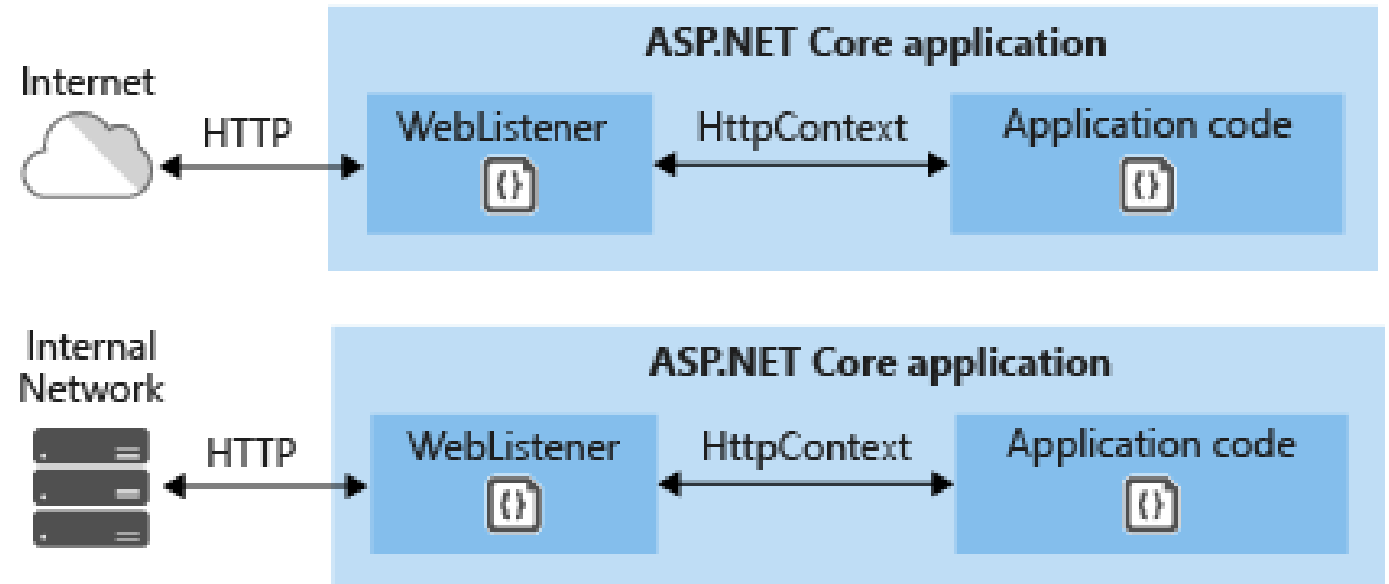 ASP.NET Core application
Internet
HTTP
WebListener
HttpContext
Application code
{}
{}
Internal
Network
ASP.NET Core application
HTTP
WebListener
HttpContext
Application code
{}
{}